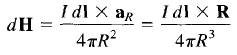 dH = I dl × a_R / 4πR² = I dl × R / 4πR³